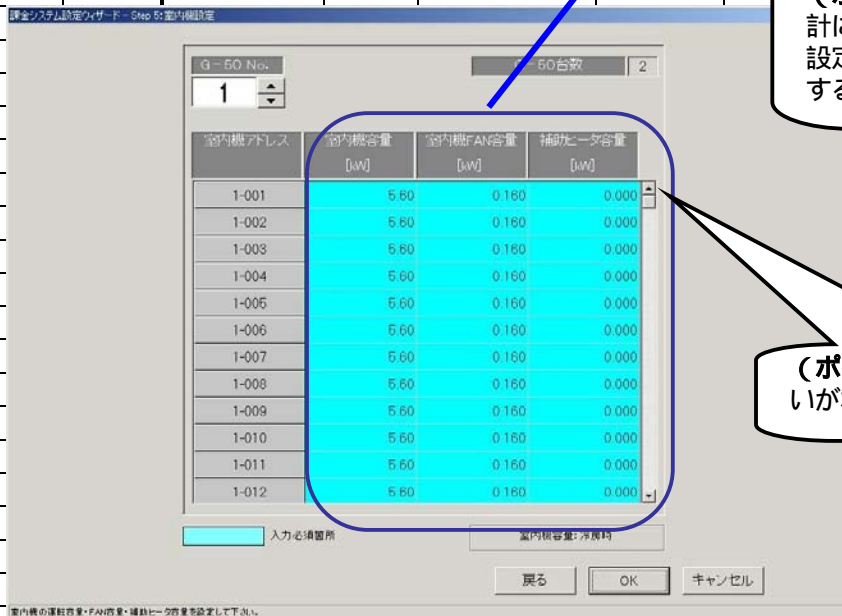 課金システム設定ウィザード - Step 5:室内機設定
G-50 No.
G-50台数 2
1
室内機アドレス 室内機容量 [kW] 室内機FAN容量 [kW] 補助ヒータ容量 [kW]
1-001 5.60 0.160 0.000
1-002 5.60 0.160 0.000
1-003 5.60 0.160 0.000
1-004 5.60 0.160 0.000
1-005 5.60 0.160 0.000
1-006 5.60 0.160 0.000
1-007 5.60 0.160 0.000
1-008 5.60 0.160 0.000
1-009 5.60 0.160 0.000
1-010 5.60 0.160 0.000
1-011 5.60 0.160 0.000
1-012 5.60 0.160 0.000
入力必須箇所
室内機容量:冷房時
戻る OK キャンセル
室内機の運転容量・FAN容量・補助ヒータ容量を設定して下さい。
計に
設定
する
(ポ
いが